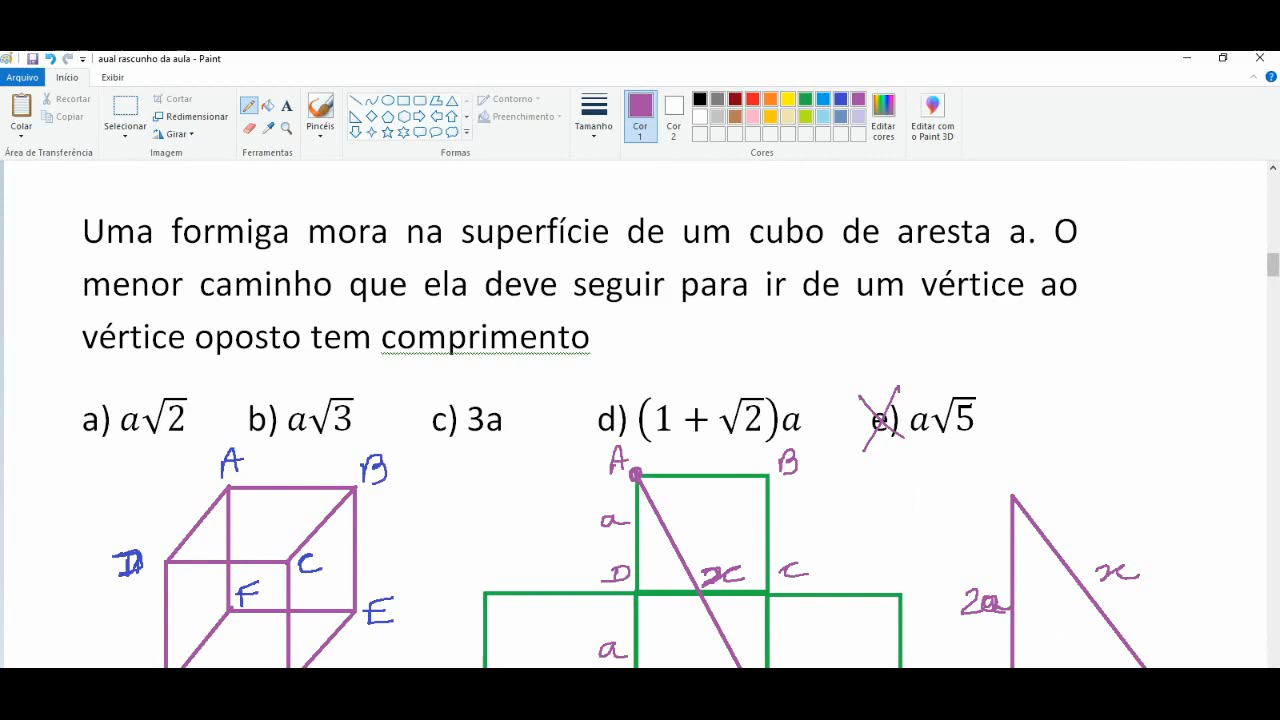 aual rascunho da aula - Paint
Arquivo Início Exibir
Colar
Recortar
Copiar
Área de Transferência
Selecionar
Cortar
Redimensionar
Girar
Imagem
A
Ferramentas
Pincéis
Contorno
Preenchimento
Formas
Tamanho
Cor 1
Cor 2
Editar cores
Cores
Editar com o Paint 3D
Uma formiga mora na superfície de um cubo de aresta a. O
menor caminho que ela deve seguir para ir de um vértice ao
vértice oposto tem comprimento
a) a√2 b) a√3 c) 3a d) (1 + √2)a e) a√5
A B
D C
F E
A B
a
D x C
a
2a x